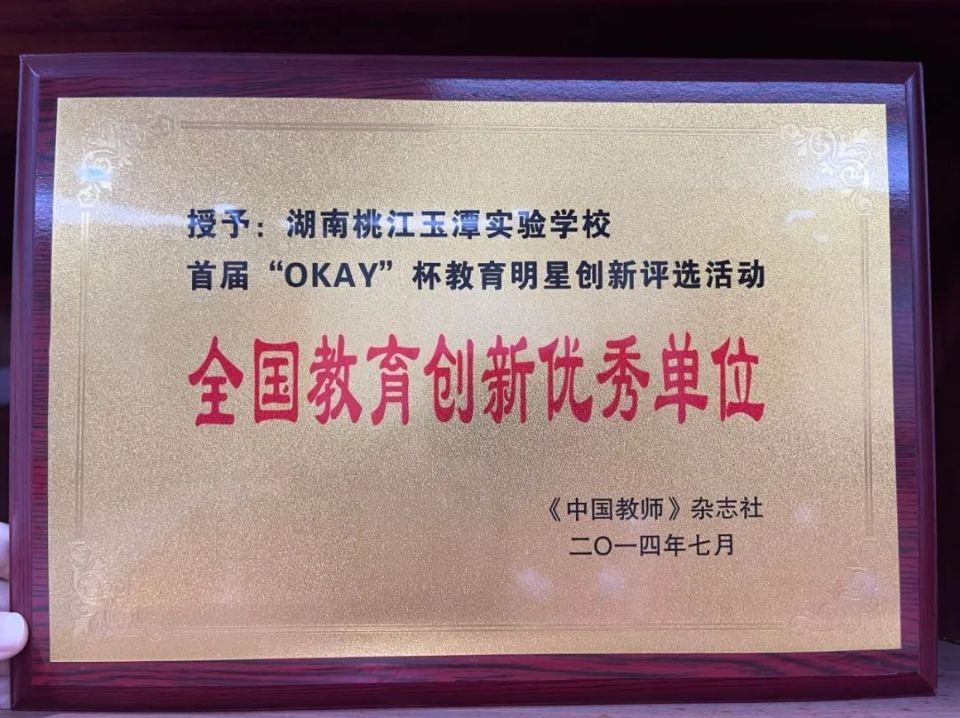 授予：湖南桃江玉潭实验学校
首届“OKAY”杯教育明星创新评选活动
全国教育创新优秀单位
《中国教师》杂志社
二〇一四年七月